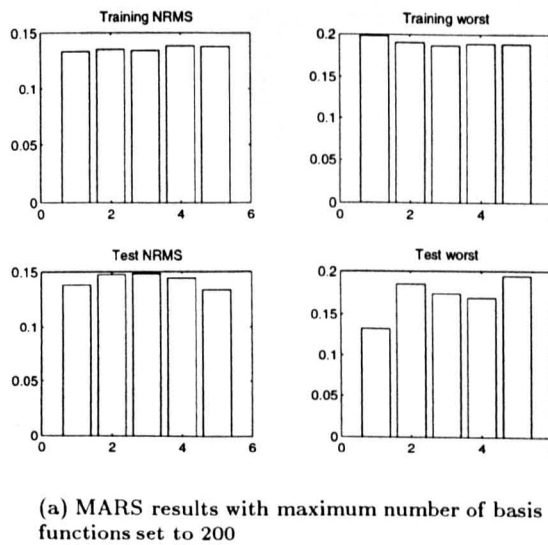 Training NRMS
0.15
0.1
0.05
0
0 2 4 6
Training worst
0.2
0.15
0.1
0.05
0
0 2 4
Test NRMS
0.15
0.1
0.05
0
0 2 4 6
Test worst
0.2
0.15
0.1
0.05
0
0 2 4
(a) MARS results with maximum number of basis
functions set to 200